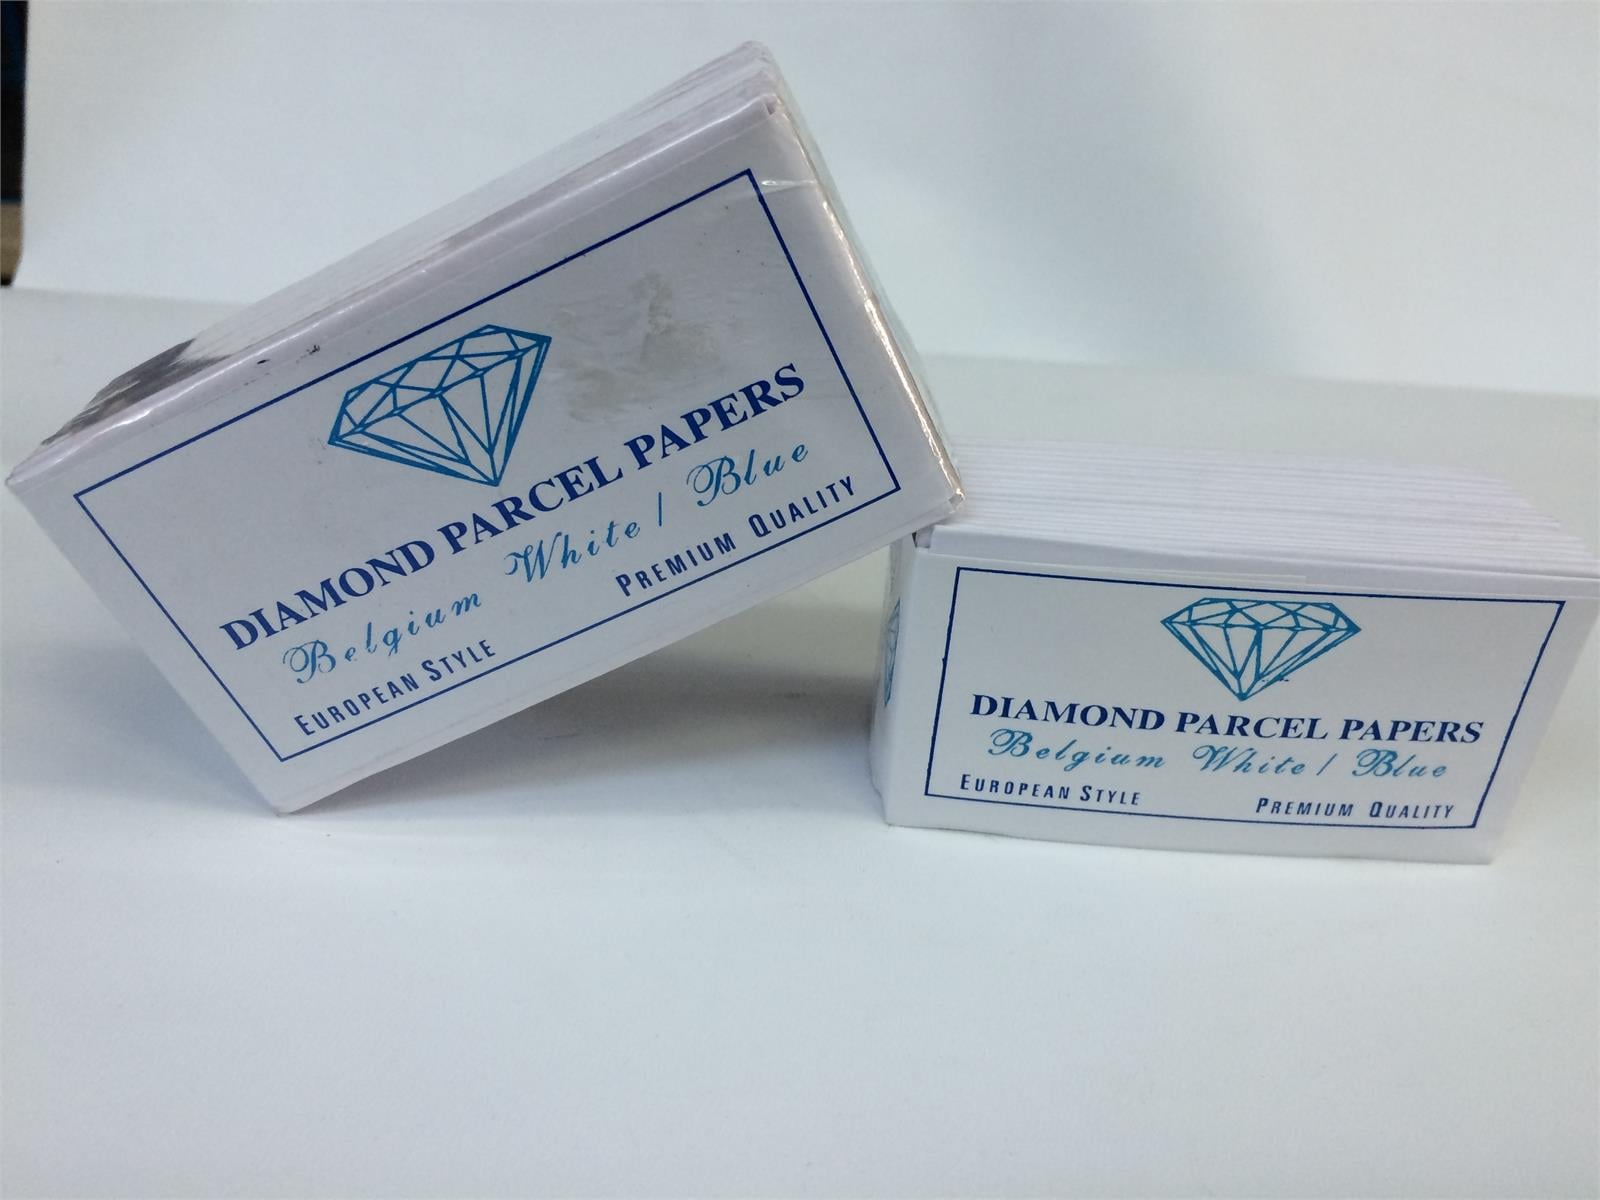 DIAMOND PARCEL PAPERS
Belgium White / Blue
EUROPEAN STYLE PREMIUM QUALITY
DIAMOND PARCEL PAPERS
Belgium White / Blue
EUROPEAN STYLE PREMIUM QUALITY